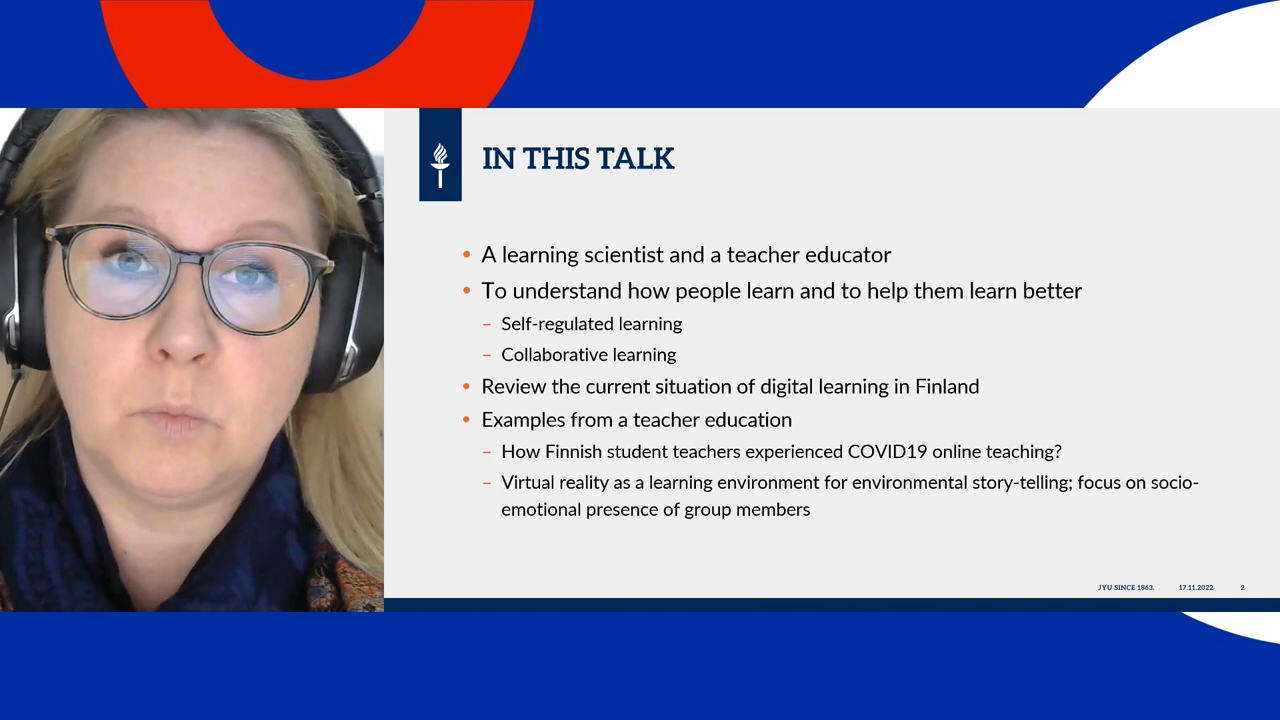 IN THIS TALK
• A learning scientist and a teacher educator
• To understand how people learn and to help them learn better
– Self-regulated learning
– Collaborative learning
• Review the current situation of digital learning in Finland
• Examples from a teacher education
– How Finnish student teachers experienced COVID19 online teaching?
– Virtual reality as a learning environment for environmental story-telling; focus on socio-
emotional presence of group members
JYU SINCE 1863. 17.11.2022 2